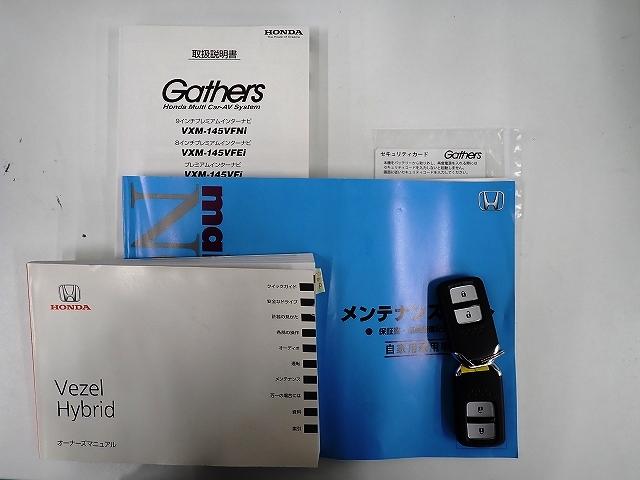 HONDA
The Power of Dreams
取扱説明書
Gathers
Honda Multi Car-AV System
9インチプレミアムインターナビ
VXM-145VFNi
8インチプレミアムインターナビ
VXM-145VFEi
プレミアムインターナビ
VXM-145VFi
セキュリティカード Gathers
main
N
メンテナンス
● 保証書
自家用
HONDA
Vezel
Hybrid
オーナーズマニュアル
クイックガイド
安全なドライブ
計器の見かた
各部の操作
オーディオ
運転
メンテナンス
万一の場合には
資料
索引